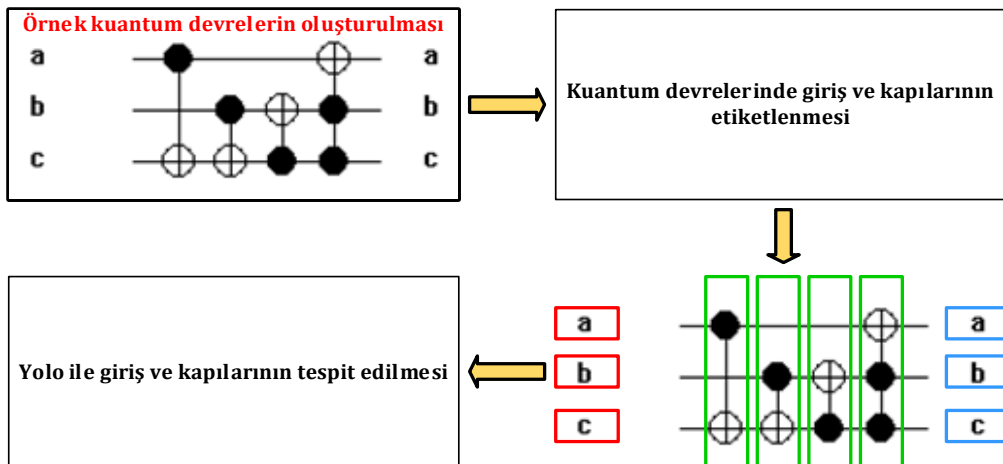 Örnek kuantum devrelerin oluşturulması
a a
b b
c c
Kuantum devrelerinde giriş ve kapılarının
etiketlenmesi
a a
b b
c c
Yolo ile giriş ve kapılarının tespit edilmesi